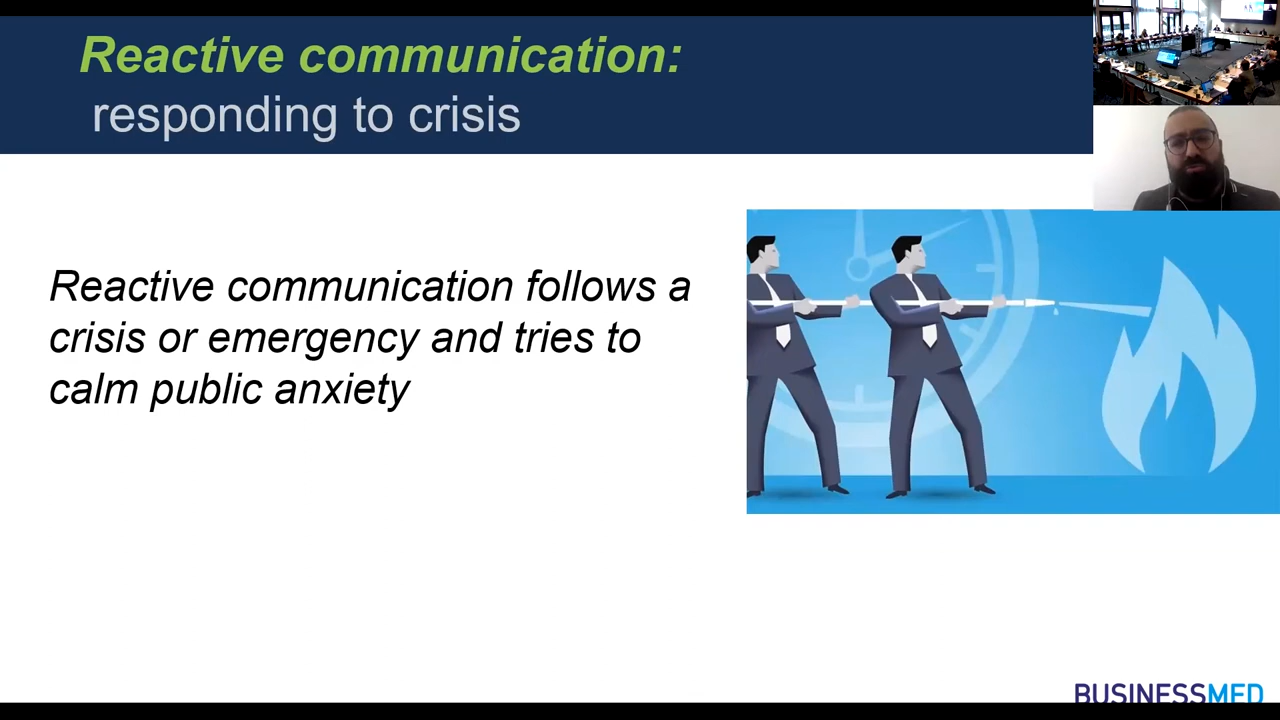 Reactive communication:
responding to crisis
Reactive communication follows a
crisis or emergency and tries to
calm public anxiety
BUSINESSMED